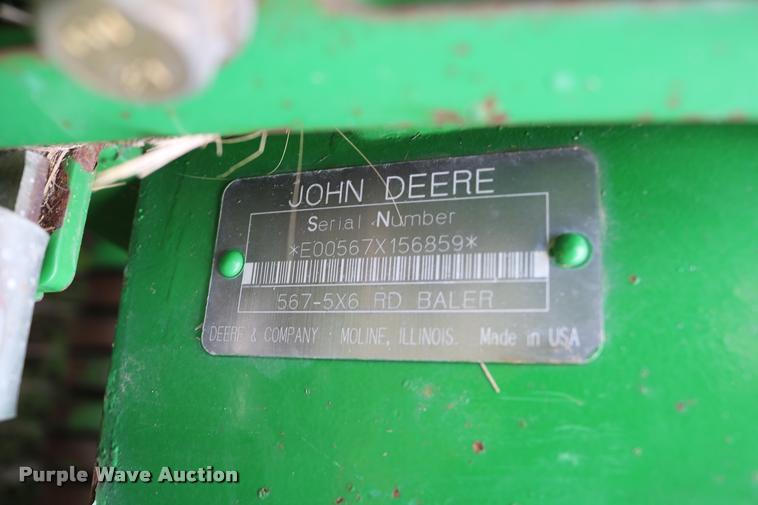 JOHN DEERE
Serial Number
*E00567X156859*
567-5X6 RD BALER
DEERE & COMPANY MOLINE, ILLINOIS. Made in USA
Purple Wave Auction